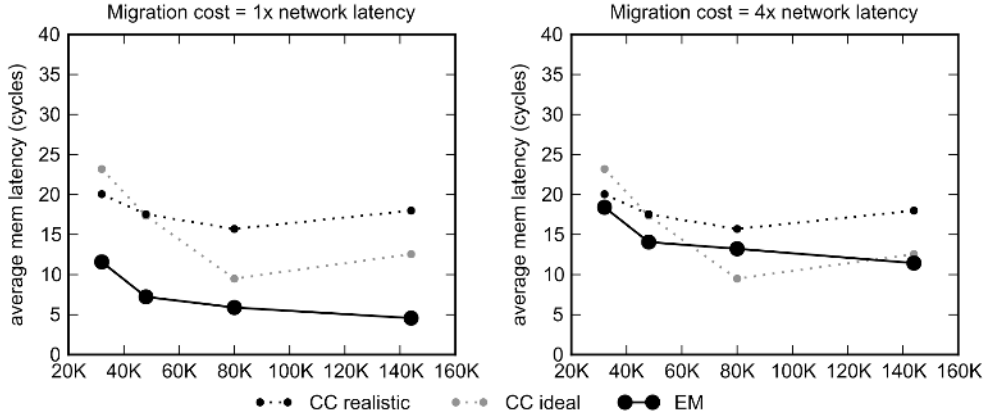 Migration cost = 1x network latency
average mem latency (cycles)
40
35
30
25
20
15
10
5
0
20K 40K 60K 80K 100K 120K 140K 160K
Migration cost = 4x network latency
average mem latency (cycles)
40
35
30
25
20
15
10
5
0
20K 40K 60K 80K 100K 120K 140K 160K
CC realistic CC ideal EM